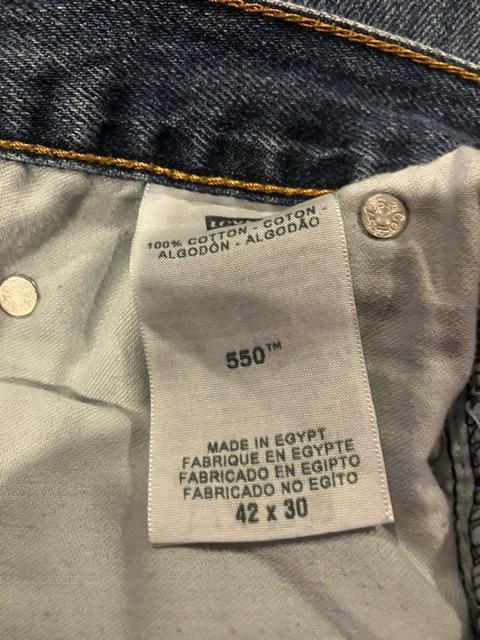 100% COTTON - COTON -
ALGODÓN - ALGODÃO
550™
MADE IN EGYPT
FABRIQUE EN EGYPTE
FABRICADO EN EGIPTO
FABRICADO NO EGÍTO
42 x 30